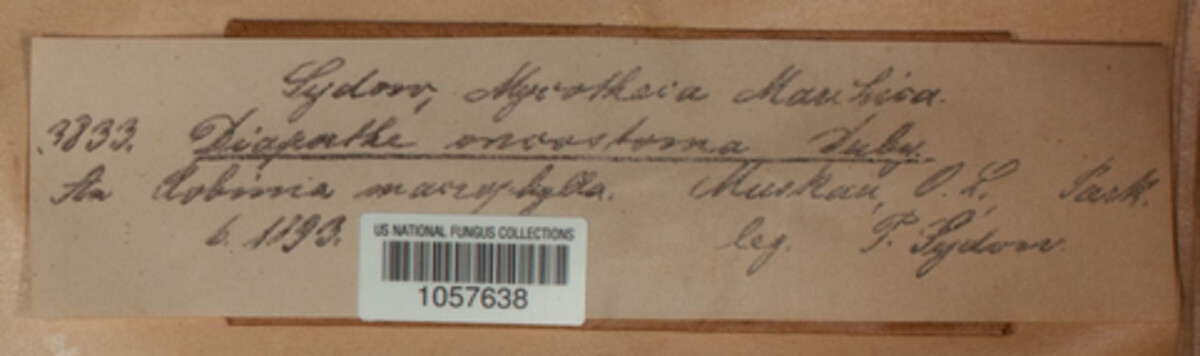 Sydow, Mycotheca Marchica.
3833. Diaporthe oncostoma Duby.
An Robinia macrophylla. Muskau, O. L., Park.
6. 1893. leg. P. Sydow.
US NATIONAL FUNGUS COLLECTIONS
1057638